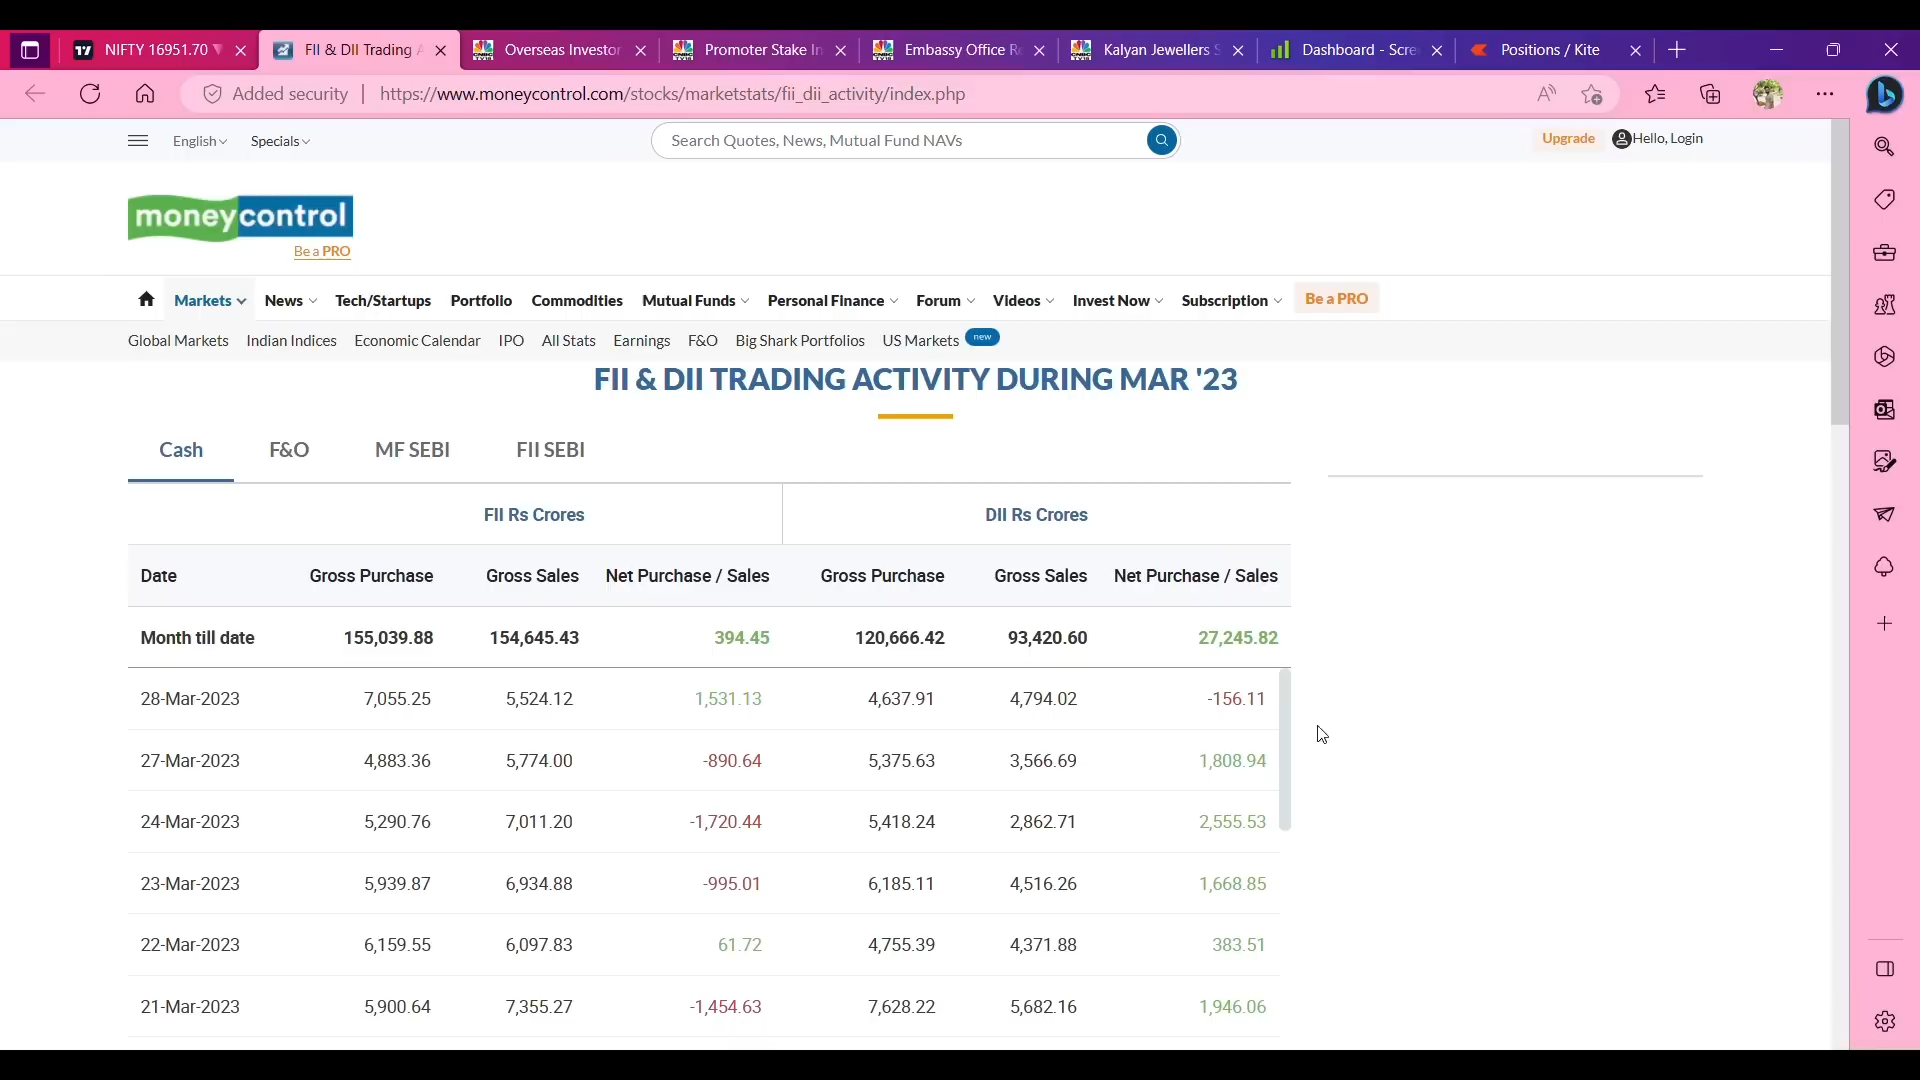 NIFTY 16951.70 ▼
FII & DII Trading A
Overseas Investor
Promoter Stake In
Embassy Office Re
Kalyan Jewellers S
Dashboard - Scree
Positions / Kite
Added security
https://www.moneycontrol.com/stocks/marketstats/fii_dii_activity/index.php
English Specials
Search Quotes, News, Mutual Fund NAVs
Upgrade Hello, Login
moneycontrol
Be a PRO
Markets News Tech/Startups Portfolio Commodities Mutual Funds Personal Finance Forum Videos Invest Now Subscription Be a PRO
Global Markets Indian Indices Economic Calendar IPO All Stats Earnings F&O Big Shark Portfolios US Markets new
FII & DII TRADING ACTIVITY DURING MAR '23
Cash F&O MF SEBI FII SEBI
FII Rs Crores DII Rs Crores
Date Gross Purchase Gross Sales Net Purchase / Sales Gross Purchase Gross Sales Net Purchase / Sales
Month till date 155,039.88 154,645.43 394.45 120,666.42 93,420.60 27,245.82
28-Mar-2023 7,055.25 5,524.12 1,531.13 4,637.91 4,794.02 -156.11
27-Mar-2023 4,883.36 5,774.00 -890.64 5,375.63 3,566.69 1,808.94
24-Mar-2023 5,290.76 7,011.20 -1,720.44 5,418.24 2,862.71 2,555.53
23-Mar-2023 5,939.87 6,934.88 -995.01 6,185.11 4,516.26 1,668.85
22-Mar-2023 6,159.55 6,097.83 61.72 4,755.39 4,371.88 383.51
21-Mar-2023 5,900.64 7,355.27 -1,454.63 7,628.22 5,682.16 1,946.06